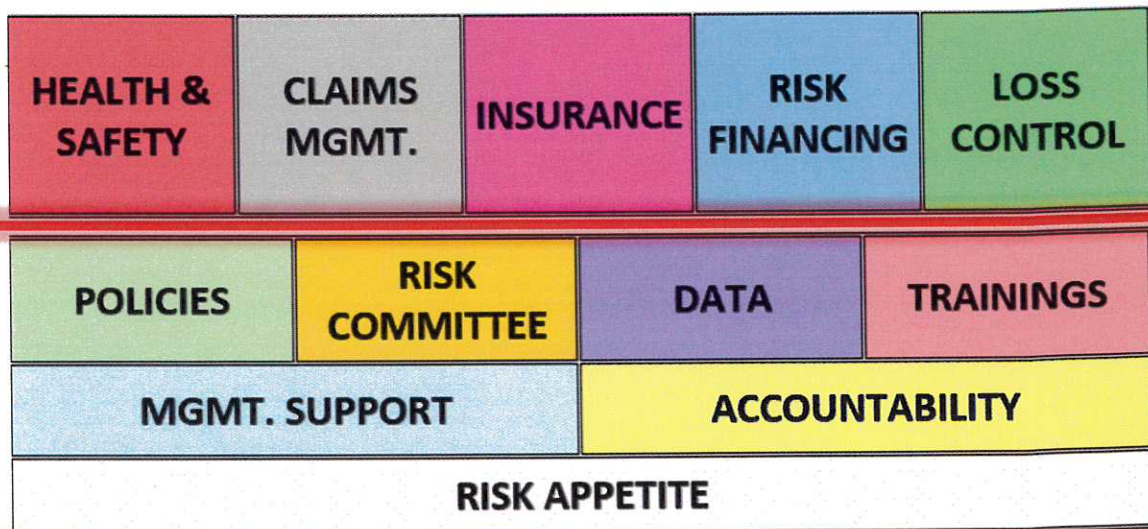 HEALTH &
SAFETY
CLAIMS
MGMT.
INSURANCE
RISK
FINANCING
LOSS
CONTROL
POLICIES
RISK
COMMITTEE
DATA
TRAININGS
MGMT. SUPPORT
ACCOUNTABILITY
RISK APPETITE